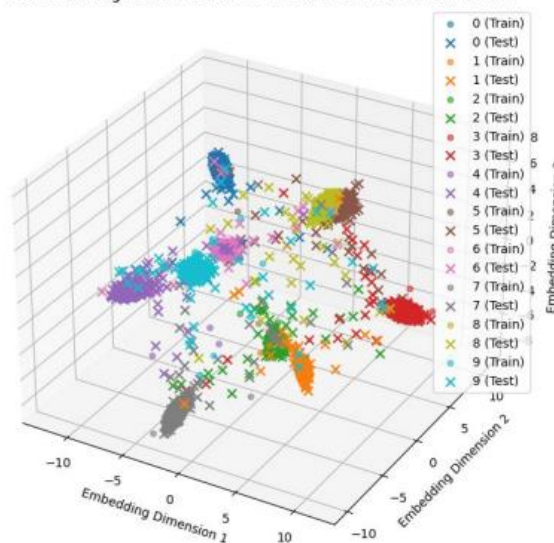 0 (Train)
0 (Test)
1 (Train)
1 (Test)
2 (Train)
2 (Test)
3 (Train)
3 (Test)
4 (Train)
4 (Test)
5 (Train)
5 (Test)
6 (Train)
6 (Test)
7 (Train)
7 (Test)
8 (Train)
8 (Test)
9 (Train)
9 (Test)
8
10
5
0
−5
−10
Embedding Dimension 2
−10
−5
0
5
10
Embedding Dimension 1